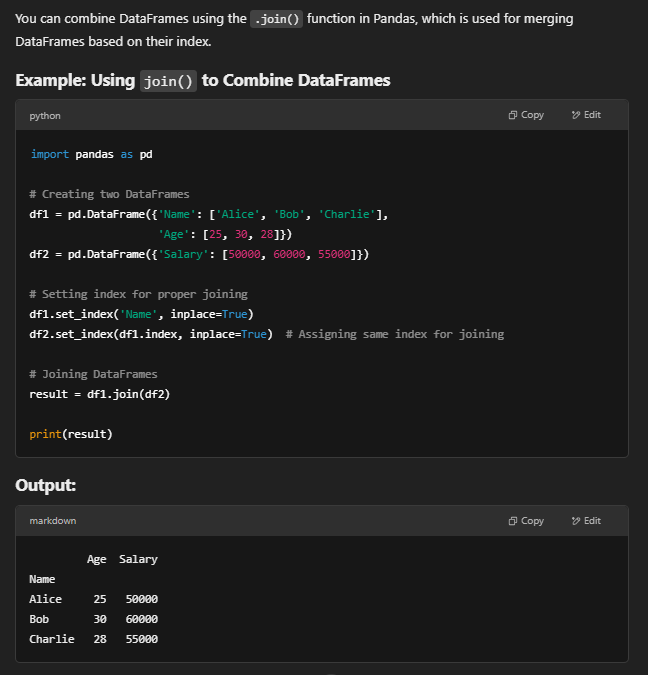 You can combine DataFrames using the .join() function in Pandas, which is used for merging
DataFrames based on their index.
Example: Using join() to Combine DataFrames
python Copy Edit
import pandas as pd
# Creating two DataFrames
df1 = pd.DataFrame({'Name': ['Alice', 'Bob', 'Charlie'],
                    'Age': [25, 30, 28]})
df2 = pd.DataFrame({'Salary': [50000, 60000, 55000]})
# Setting index for proper joining
df1.set_index('Name', inplace=True)
df2.set_index(df1.index, inplace=True)  # Assigning same index for joining
# Joining DataFrames
result = df1.join(df2)
print(result)
Output:
markdown Copy Edit
         Age  Salary
Name
Alice     25   50000
Bob       30   60000
Charlie   28   55000